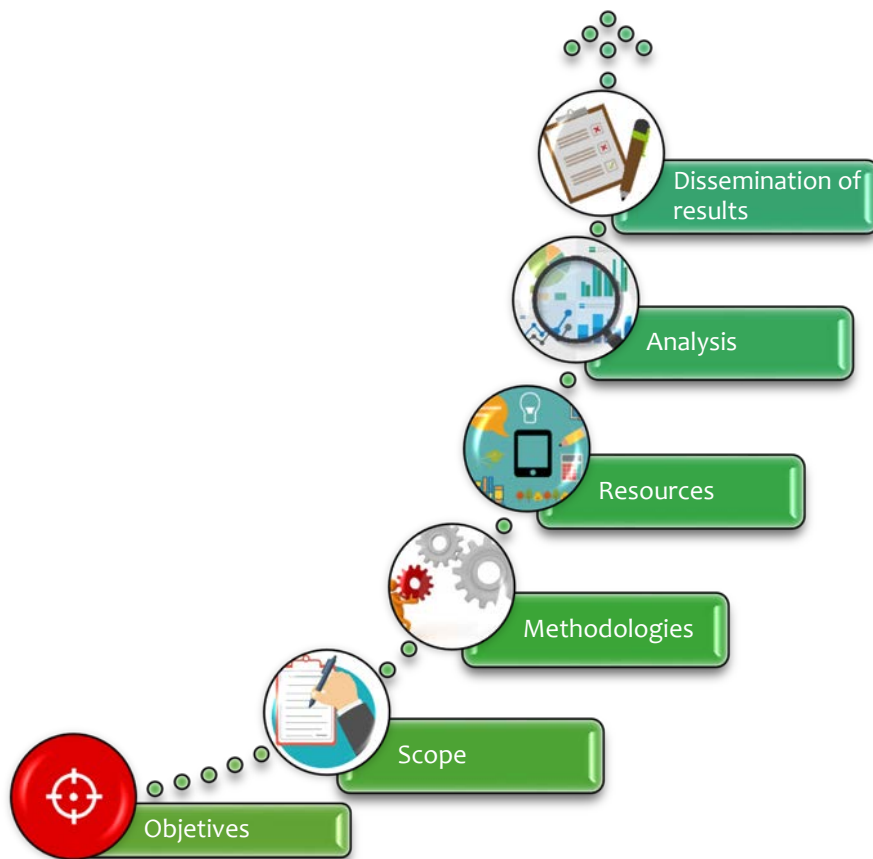 Dissemination of
results
Analysis
Resources
Methodologies
Scope
Objetives